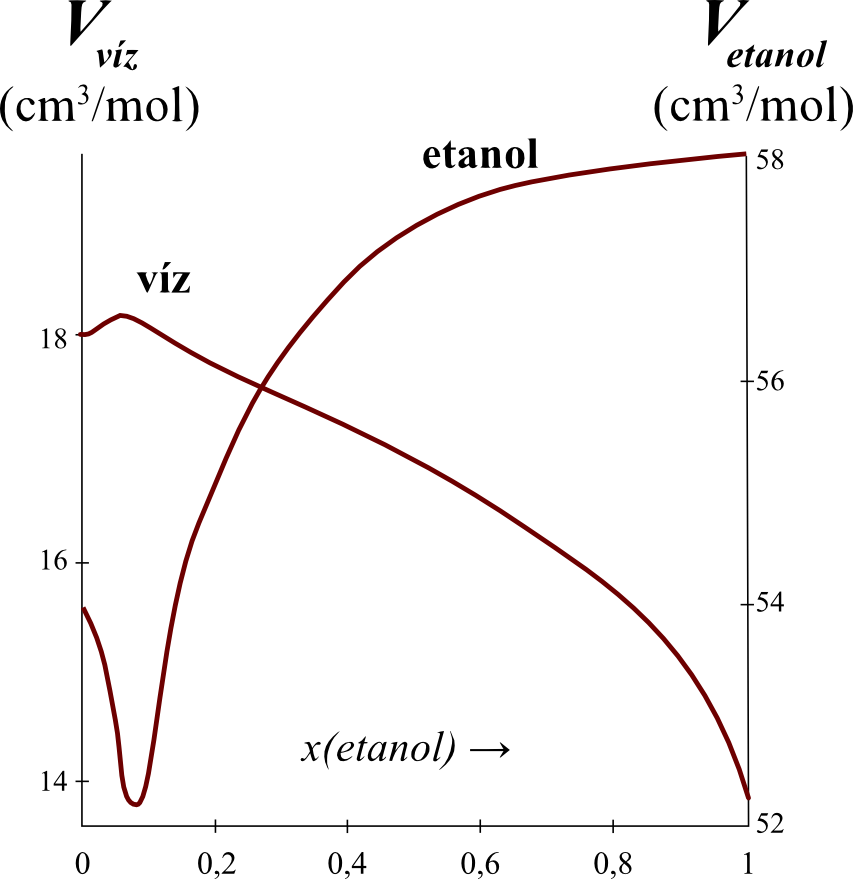 V víz
(cm³/mol)
V etanol
(cm³/mol)
etanol
víz
58
18
56
16
54
x(etanol) →
14
52
0
0,2
0,4
0,6
0,8
1